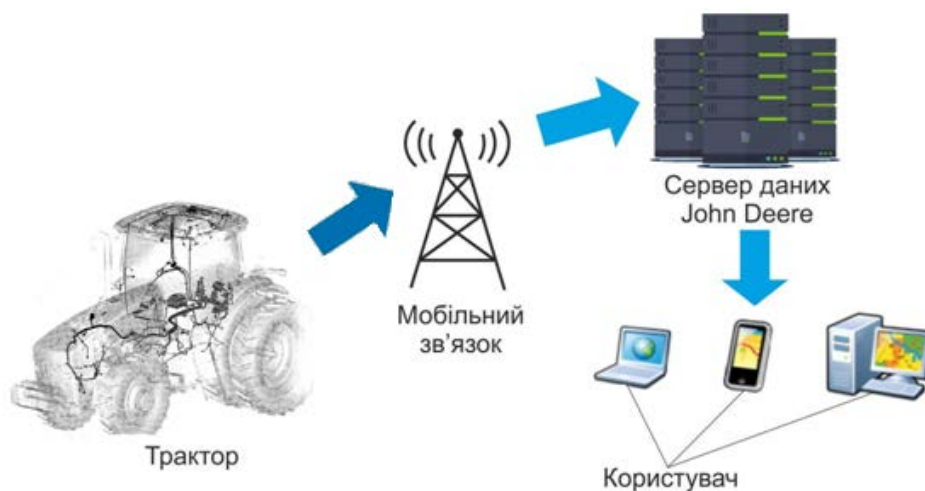 Трактор
Мобільний
зв’язок
Сервер даних
John Deere
Користувач